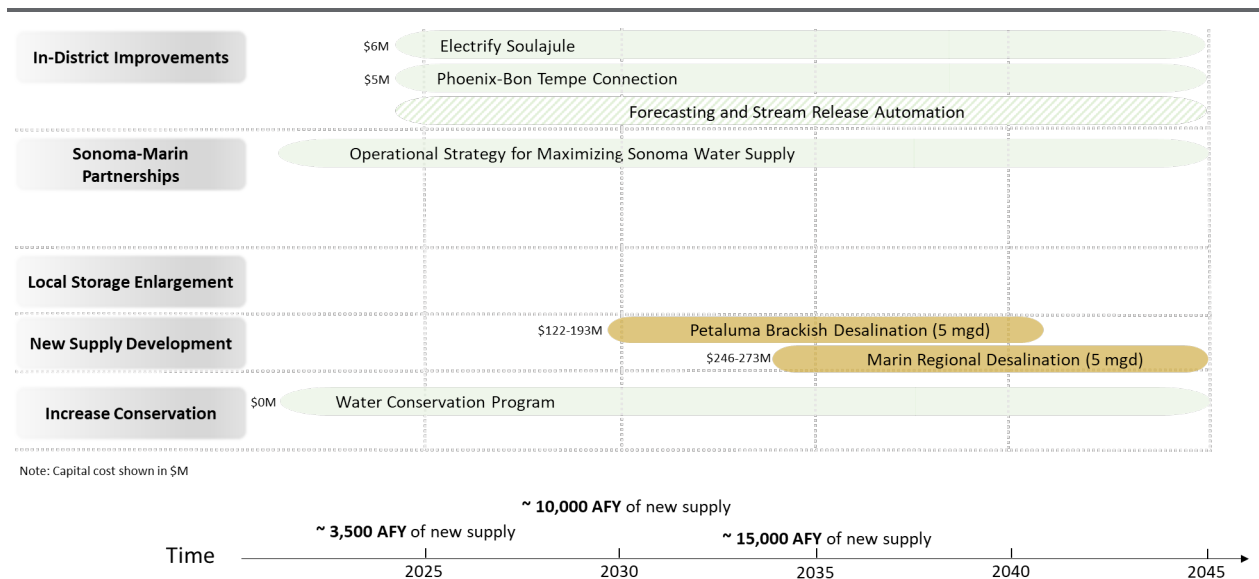 In-District Improvements
$6M
Electrify Soulajule
$5M
Phoenix-Bon Tempe Connection
Forecasting and Stream Release Automation
Sonoma-Marin
Partnerships
Operational Strategy for Maximizing Sonoma Water Supply
Local Storage Enlargement
New Supply Development
$122-193M
Petaluma Brackish Desalination (5 mgd)
$246-273M
Marin Regional Desalination (5 mgd)
Increase Conservation
$0M
Water Conservation Program
Note: Capital cost shown in $M
~ 10,000 AFY of new supply
~ 3,500 AFY of new supply
~ 15,000 AFY of new supply
Time
2025
2030
2035
2040
2045